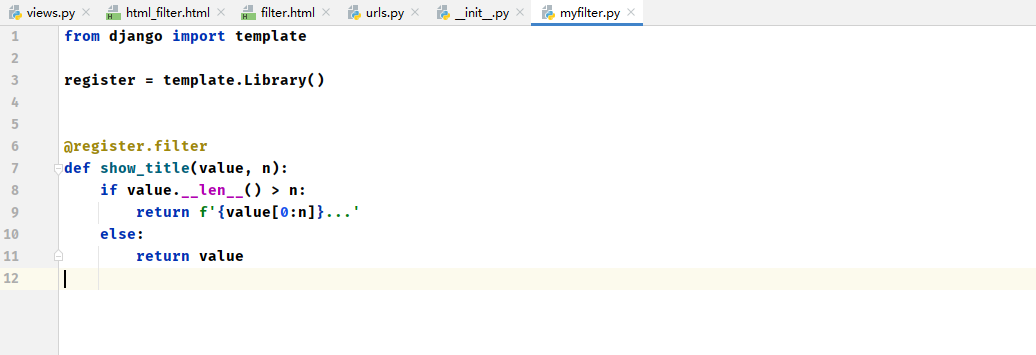 views.py html_filter.html filter.html urls.py __init__.py myfilter.py
1 from django import template
2
3 register = template.Library()
4
5
6 @register.filter
7 def show_title(value, n):
8     if value.__len__() > n:
9         return f'{value[0:n]}...'
10     else:
11         return value
12